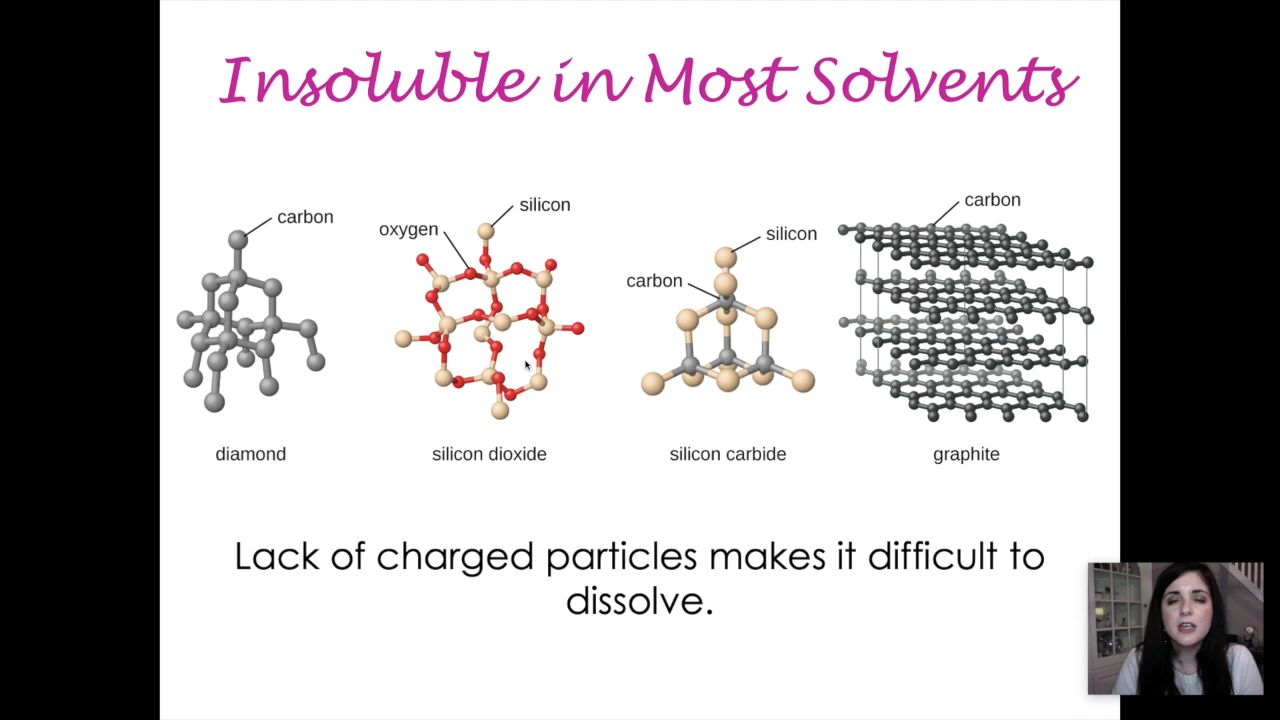 Insoluble in Most Solvents
carbon
oxygen
silicon
carbon
silicon
carbon
diamond
silicon dioxide
silicon carbide
graphite
Lack of charged particles makes it difficult to
dissolve.